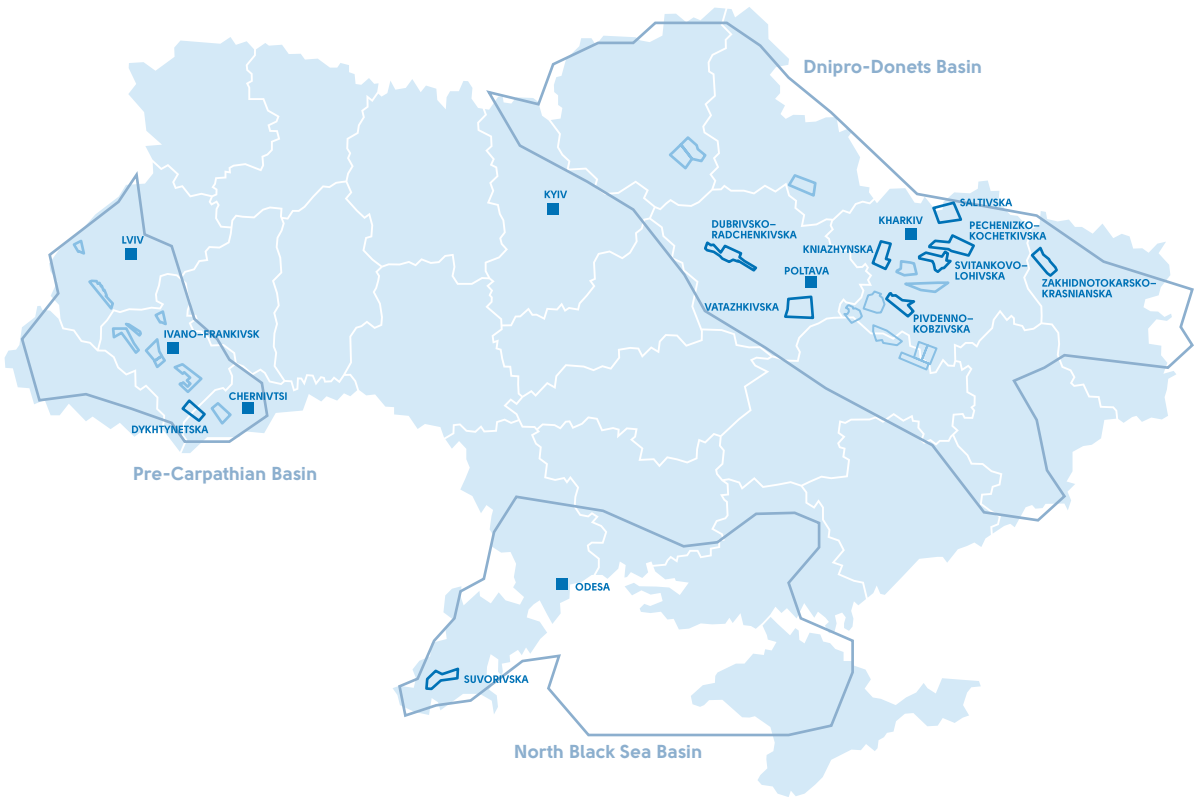 Dnipro-Donets Basin
KYIV
SALTIVSKA
KHARKIV
DUBRIVSKO–
RADCHENKIVSKA
PECHENIZKO–
KOCHETKIVSKA
LVIV
KNIAZHYNSKA
SVITANKOVO–
LOHIVSKA
POLTAVA
ZAKHIDNOTOKARSKO–
KRASNIANSKA
VATAZHKIVSKA
PIVDENNO–
KOBZIVSKA
IVANO–FRANKIVSK
CHERNIVTSI
DYKHTYNETSKA
Pre-Carpathian Basin
ODESA
SUVORIVSKA
North Black Sea Basin